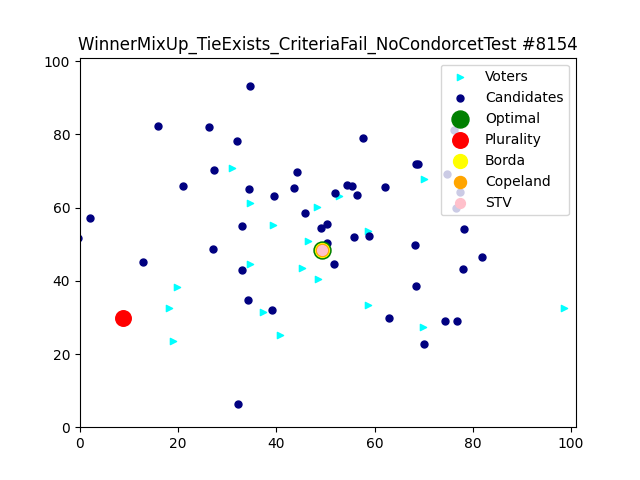 WinnerMixUp_TieExists_CriteriaFail_NoCondorcetTest #8154
100
80
60
40
20
0
0
20
40
60
80
100
Voters
Candidates
Optimal
Plurality
Borda
Copeland
STV